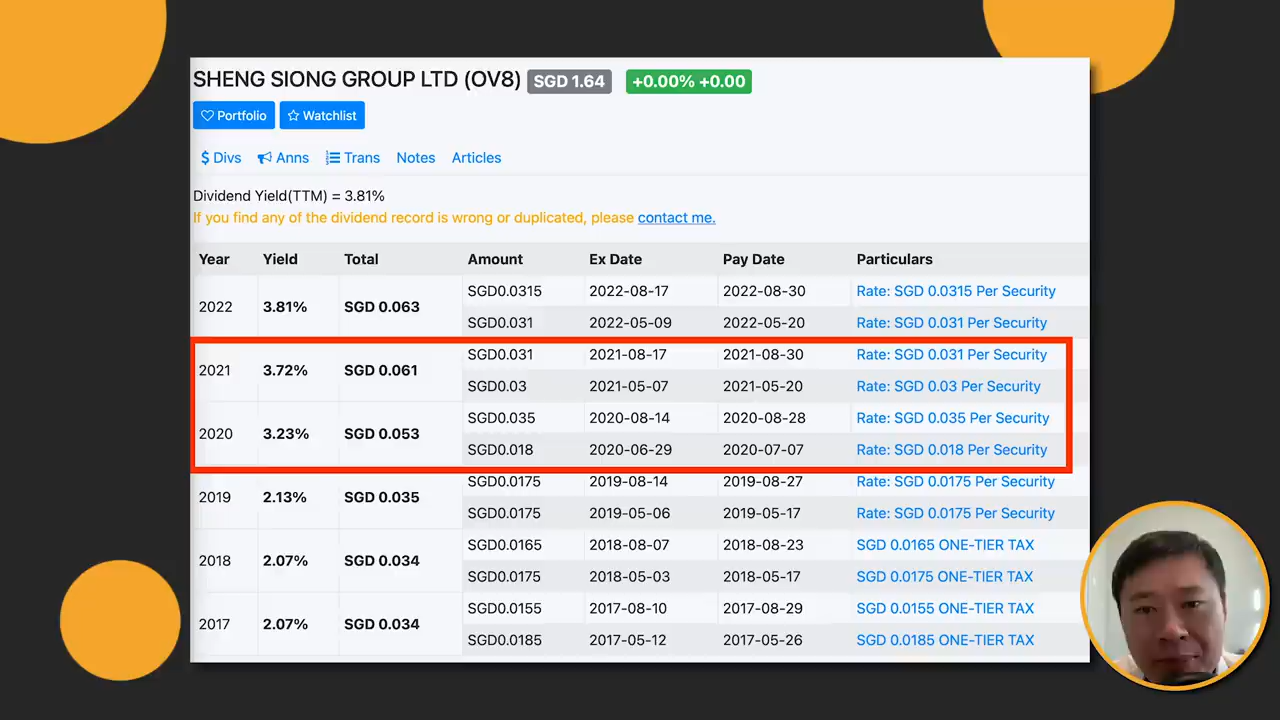 SHENG SIONG GROUP LTD (OV8) SGD 1.64 +0.00% +0.00
Portfolio Watchlist
Divs Anns Trans Notes Articles
Dividend Yield(TTM) = 3.81%
If you find any of the dividend record is wrong or duplicated, please contact me.
Year Yield Total Amount Ex Date Pay Date Particulars
2022 3.81% SGD 0.063 SGD0.0315 2022-08-17 2022-08-30 Rate: SGD 0.0315 Per Security
SGD0.031 2022-05-09 2022-05-20 Rate: SGD 0.031 Per Security
2021 3.72% SGD 0.061 SGD0.031 2021-08-17 2021-08-30 Rate: SGD 0.031 Per Security
SGD0.03 2021-05-07 2021-05-20 Rate: SGD 0.03 Per Security
2020 3.23% SGD 0.053 SGD0.035 2020-08-14 2020-08-28 Rate: SGD 0.035 Per Security
SGD0.018 2020-06-29 2020-07-07 Rate: SGD 0.018 Per Security
2019 2.13% SGD 0.035 SGD0.0175 2019-08-14 2019-08-27 Rate: SGD 0.0175 Per Security
SGD0.0175 2019-05-06 2019-05-17 Rate: SGD 0.0175 Per Security
2018 2.07% SGD 0.034 SGD0.0165 2018-08-07 2018-08-23 SGD 0.0165 ONE-TIER TAX
SGD0.0175 2018-05-03 2018-05-17 SGD 0.0175 ONE-TIER TAX
2017 2.07% SGD 0.034 SGD0.0155 2017-08-10 2017-08-29 SGD 0.0155 ONE-TIER TAX
SGD0.0185 2017-05-12 2017-05-26 SGD 0.0185 ONE-TIER TAX